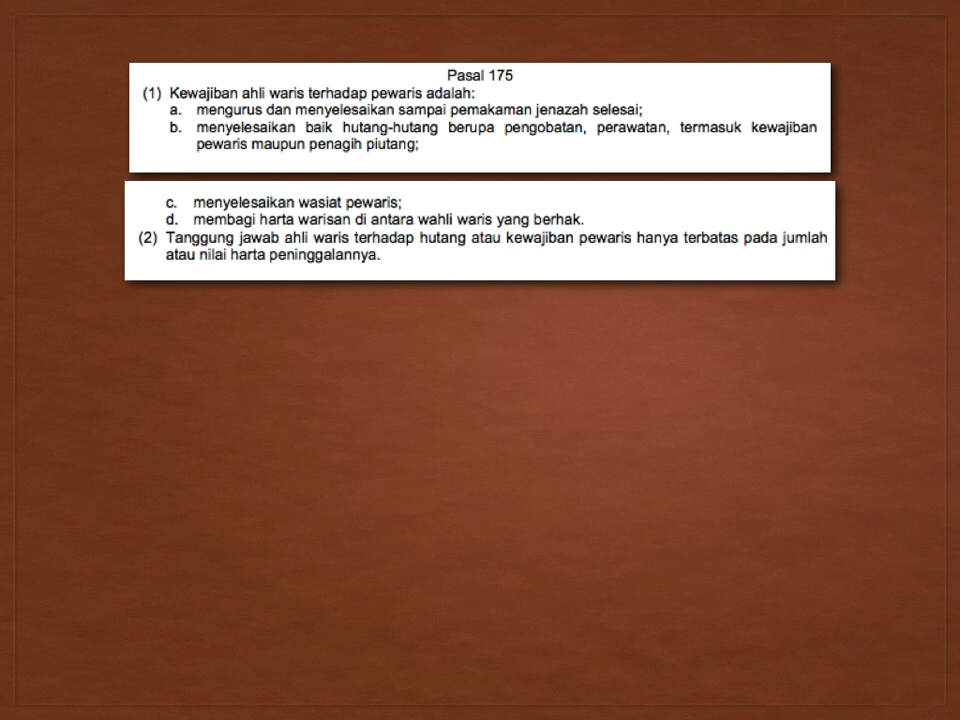 Pasal 175
(1) Kewajiban ahli waris terhadap pewaris adalah:
a. mengurus dan menyelesaikan sampai pemakaman jenazah selesai;
b. menyelesaikan baik hutang-hutang berupa pengobatan, perawatan, termasuk kewajiban
pewaris maupun penagih piutang;
c. menyelesaikan wasiat pewaris;
d. membagi harta warisan di antara wahli waris yang berhak.
(2) Tanggung jawab ahli waris terhadap hutang atau kewajiban pewaris hanya terbatas pada jumlah
atau nilai harta peninggalannya.